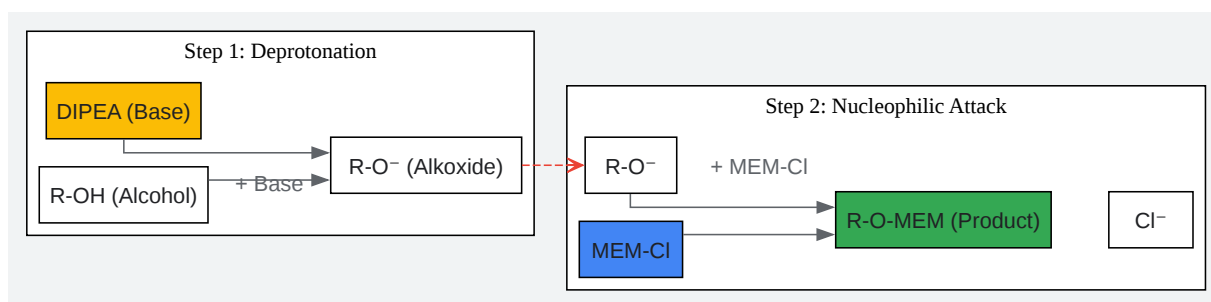 Step 1: Deprotonation
DIPEA (Base)
R-OH (Alcohol)
+ Base
R-O⁻ (Alkoxide)
Step 2: Nucleophilic Attack
R-O⁻
+ MEM-Cl
MEM-Cl
R-O-MEM (Product)
Cl⁻